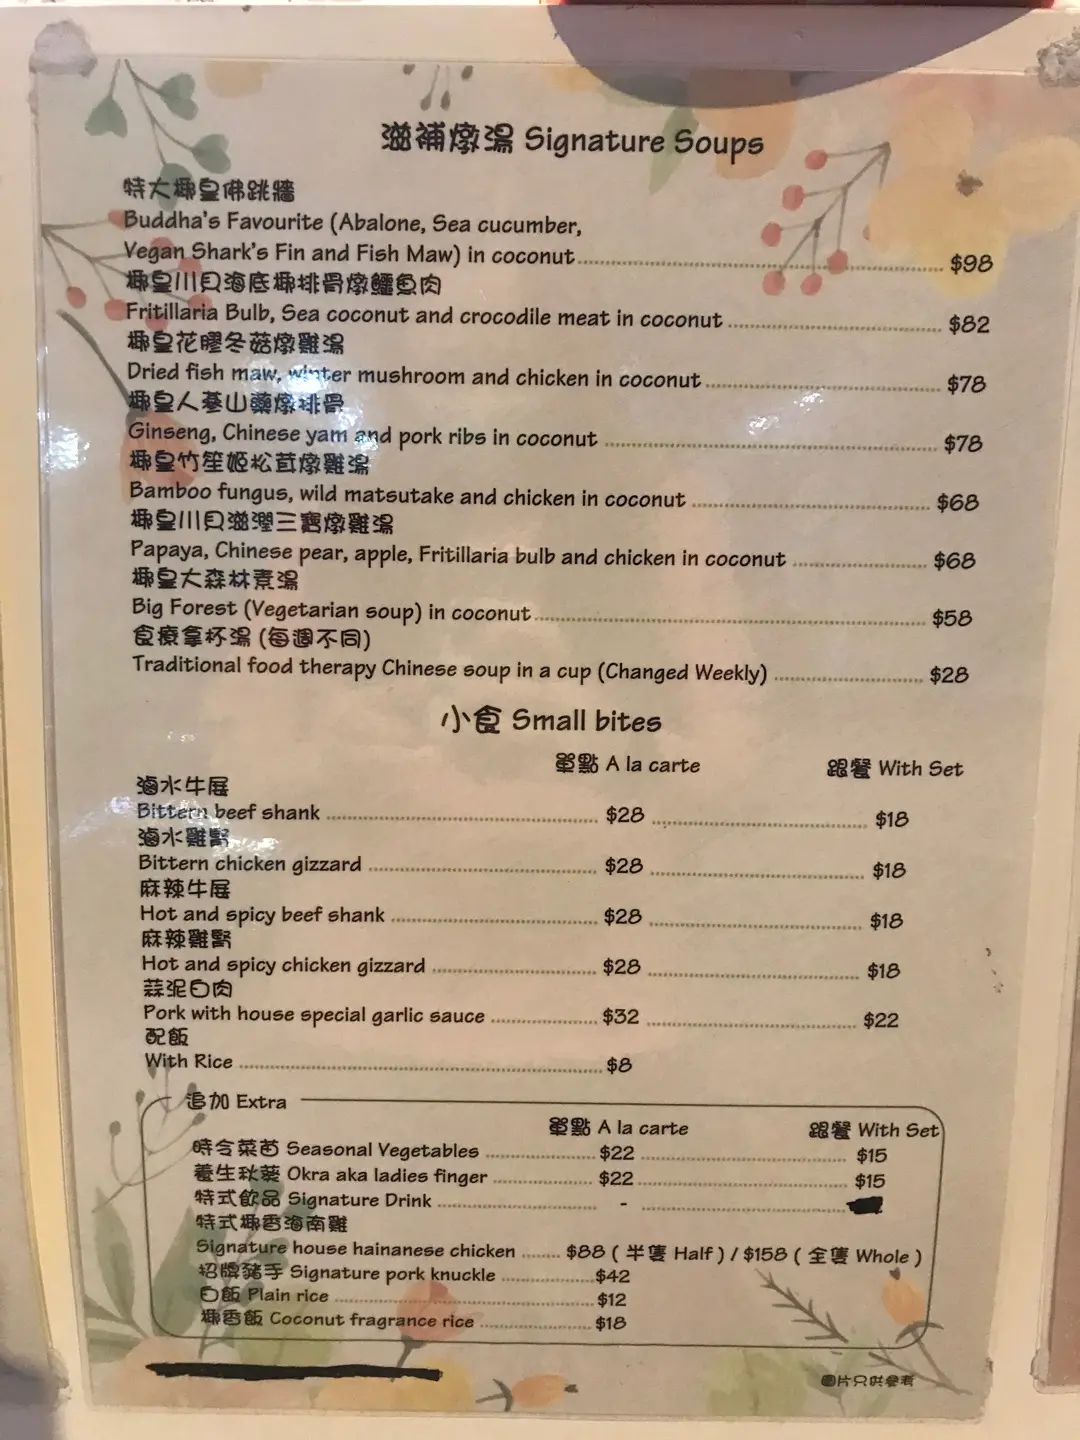 滋補燉湯 Signature Soups
特大椰皇佛跳牆
Buddha's Favourite (Abalone, Sea cucumber,
Vegan Shark's Fin and Fish Maw) in coconut $98
椰皇川貝海底椰排骨燉鱷魚肉
Fritillaria Bulb, Sea coconut and crocodile meat in coconut $82
椰皇花膠冬菇燉雞湯
Dried fish maw, winter mushroom and chicken in coconut $78
椰皇人蔘山藥燉排骨
Ginseng, Chinese yam and pork ribs in coconut $78
椰皇竹笙姬松茸燉雞湯
Bamboo fungus, wild matsutake and chicken in coconut $68
椰皇川貝滋潤三寶燉雞湯
Papaya, Chinese pear, apple, Fritillaria bulb and chicken in coconut $68
椰皇大森林素湯
Big Forest (Vegetarian soup) in coconut $58
食療拿杯湯 (每週不同)
Traditional food therapy Chinese soup in a cup (Changed Weekly) $28
小食 Small bites
單點 A la carte 跟餐 With Set
滷水牛展
Bittern beef shank $28 $18
滷水雞腎
Bittern chicken gizzard $28 $18
麻辣牛展
Hot and spicy beef shank $28 $18
麻辣雞腎
Hot and spicy chicken gizzard $28 $18
蒜泥白肉
Pork with house special garlic sauce $32 $22
配飯
With Rice $8
追加 Extra
單點 A la carte 跟餐 With Set
時令菜苗 Seasonal Vegetables $22 $15
養生秋葵 Okra aka ladies finger $22 $15
特式飲品 Signature Drink -
特式椰香海南雞
Signature house hainanese chicken $88 ( 半隻 Half ) / $158 ( 全隻 Whole )
招牌豬手 Signature pork knuckle $42
白飯 Plain rice $12
椰香飯 Coconut fragrance rice $18
圖片只供參考